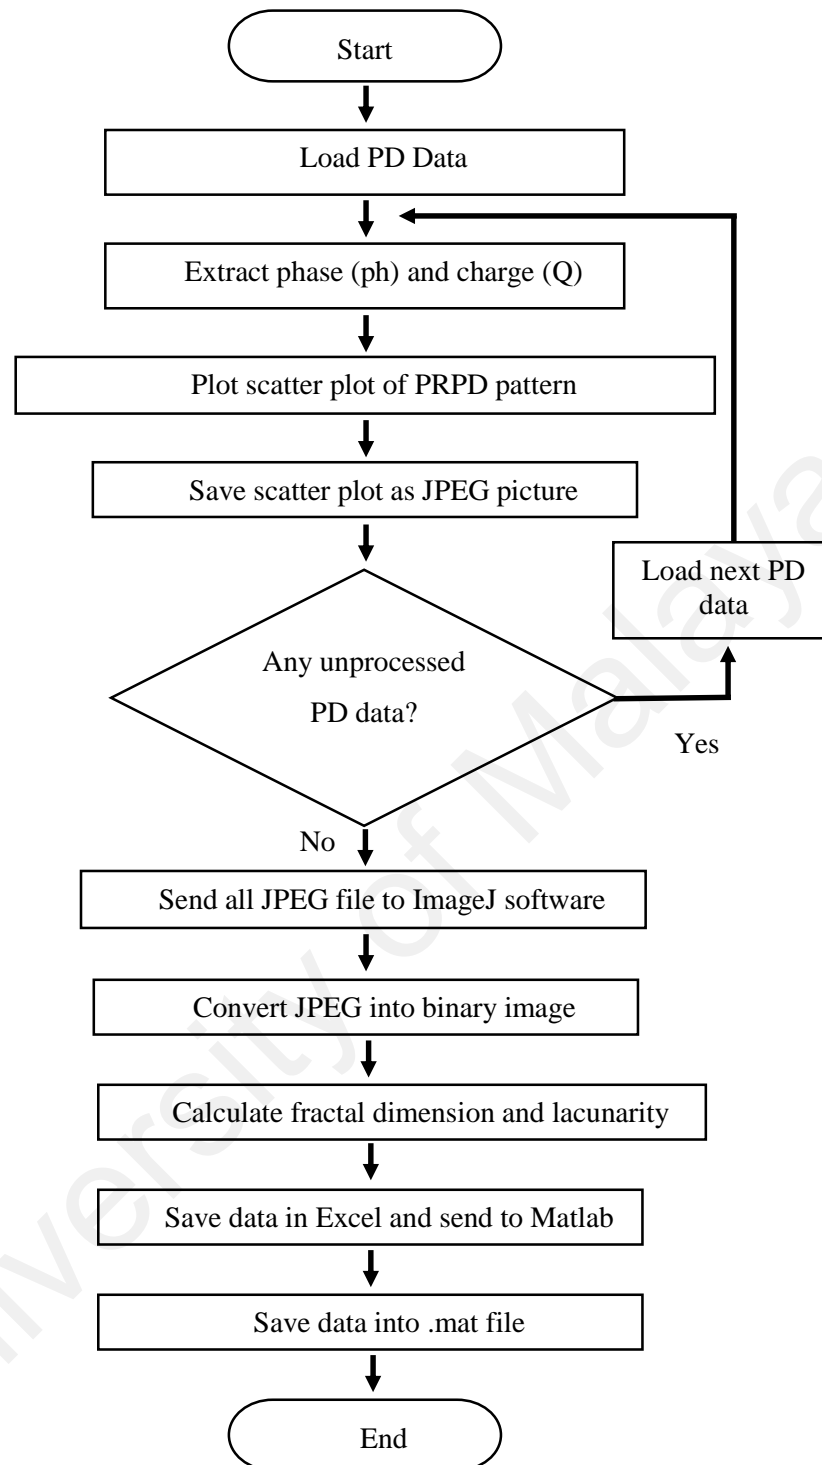 Start
Load PD Data
Extract phase (ph) and charge (Q)
Plot scatter plot of PRPD pattern
Save scatter plot as JPEG picture
Load next PD
data
Any unprocessed
PD data?
Yes
No
Send all JPEG file to ImageJ software
Convert JPEG into binary image
Calculate fractal dimension and lacunarity
Save data in Excel and send to Matlab
Save data into .mat file
End
iversity of Malaya